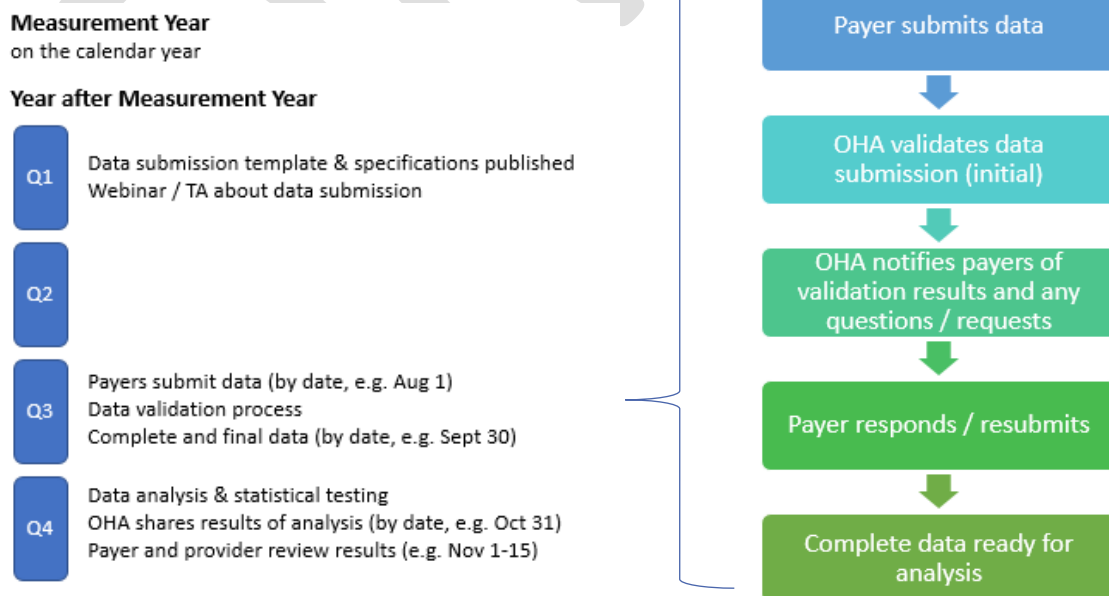 Measurement Year
on the calendar year
Year after Measurement Year
Q1
Data submission template & specifications published
Webinar / TA about data submission
Q2
Q3
Payers submit data (by date, e.g. Aug 1)
Data validation process
Complete and final data (by date, e.g. Sept 30)
Q4
Data analysis & statistical testing
OHA shares results of analysis (by date, e.g. Oct 31)
Payer and provider review results (e.g. Nov 1-15)
Payer submits data
OHA validates data
submission (initial)
OHA notifies payers of
validation results and any
questions / requests
Payer responds / resubmits
Complete data ready for
analysis